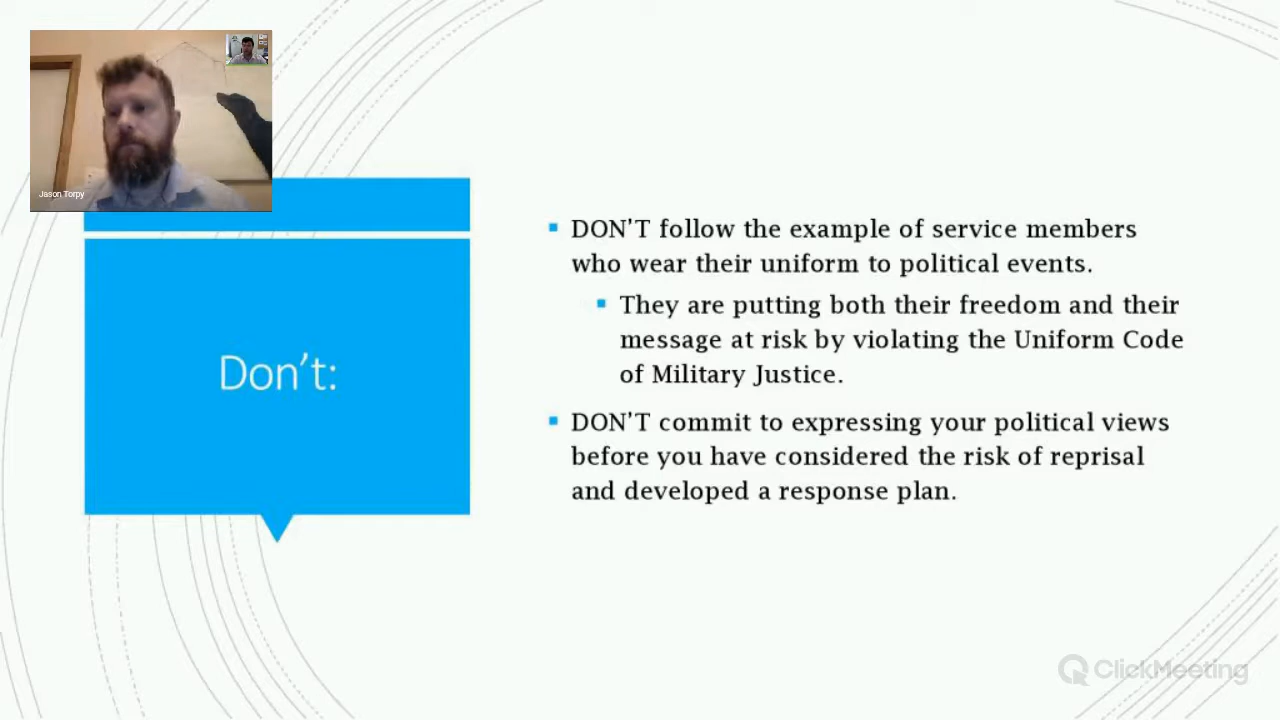 Jason Torpy
Don't:
DON'T follow the example of service members
who wear their uniform to political events.
They are putting both their freedom and their
message at risk by violating the Uniform Code
of Military Justice.
DON'T commit to expressing your political views
before you have considered the risk of reprisal
and developed a response plan.
ClickMeeting